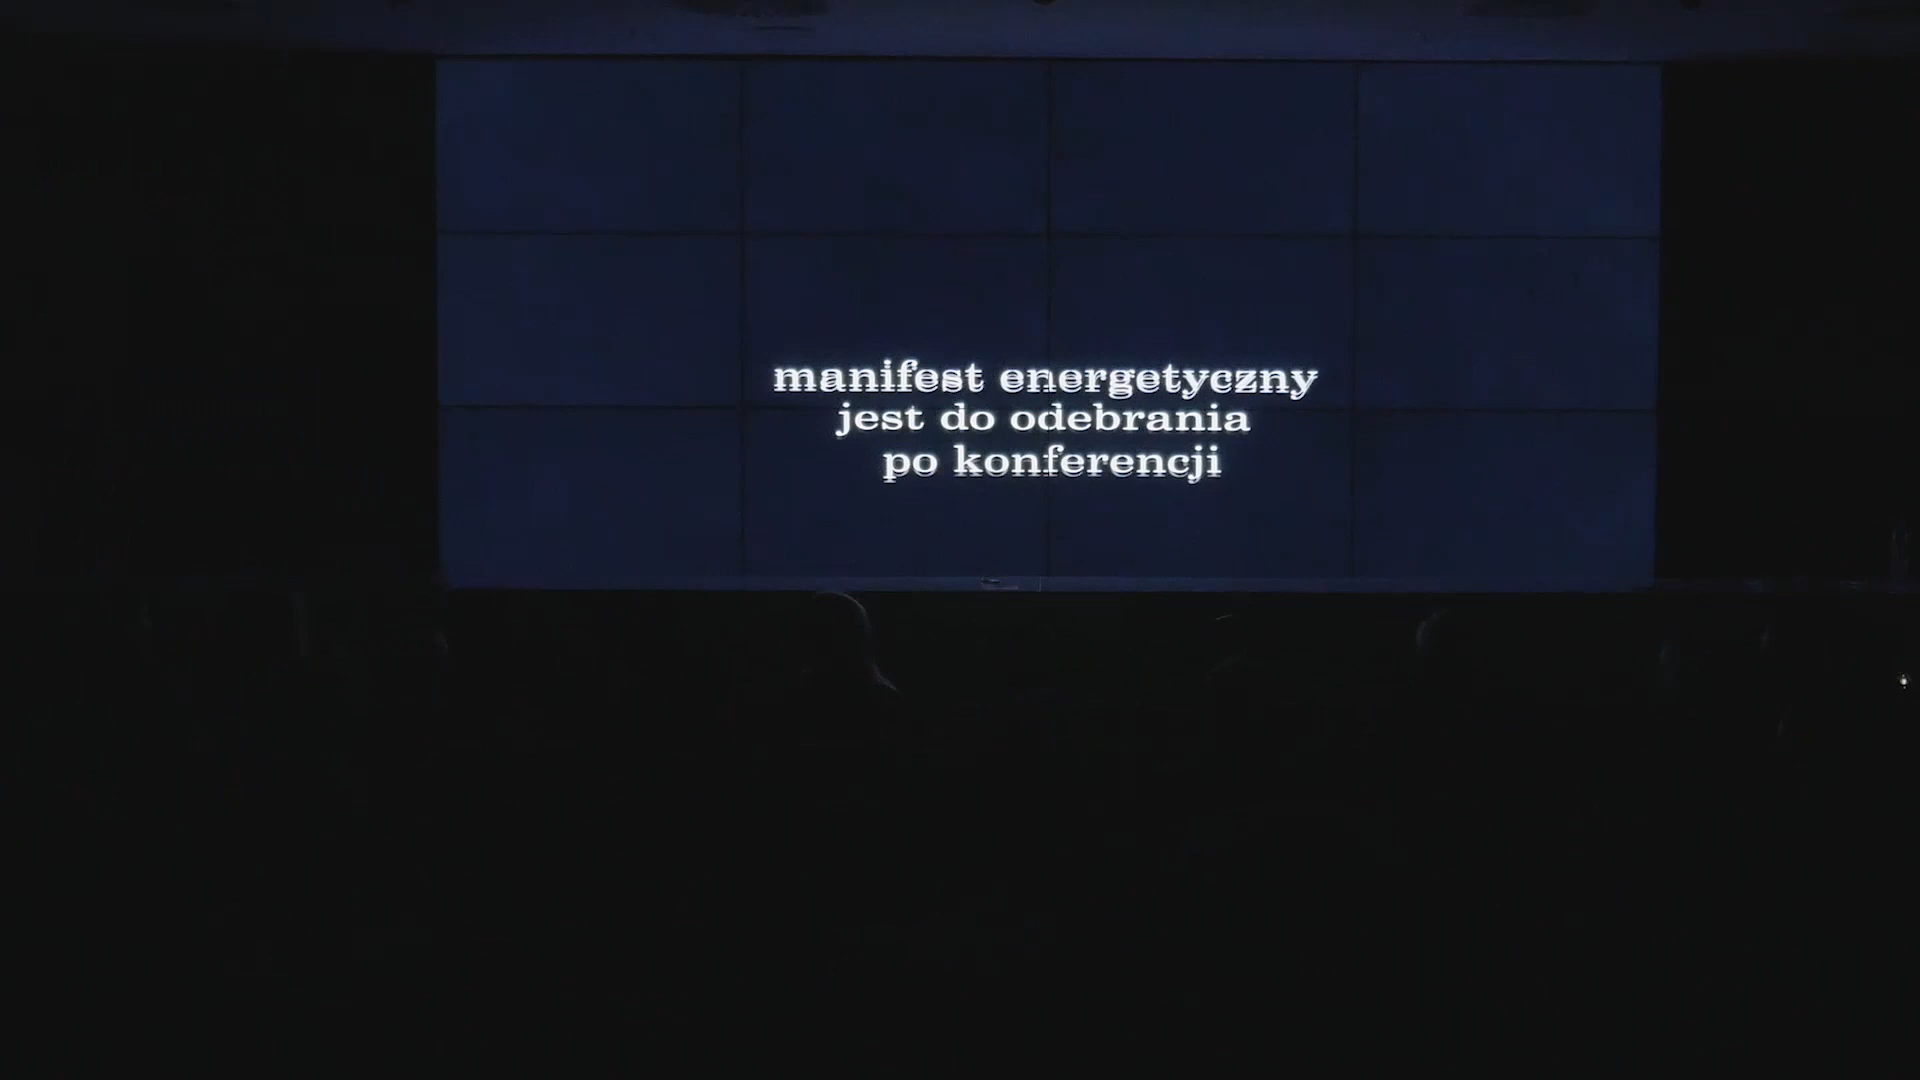 manifest energetyczny
jest do odebrania
po konferencji